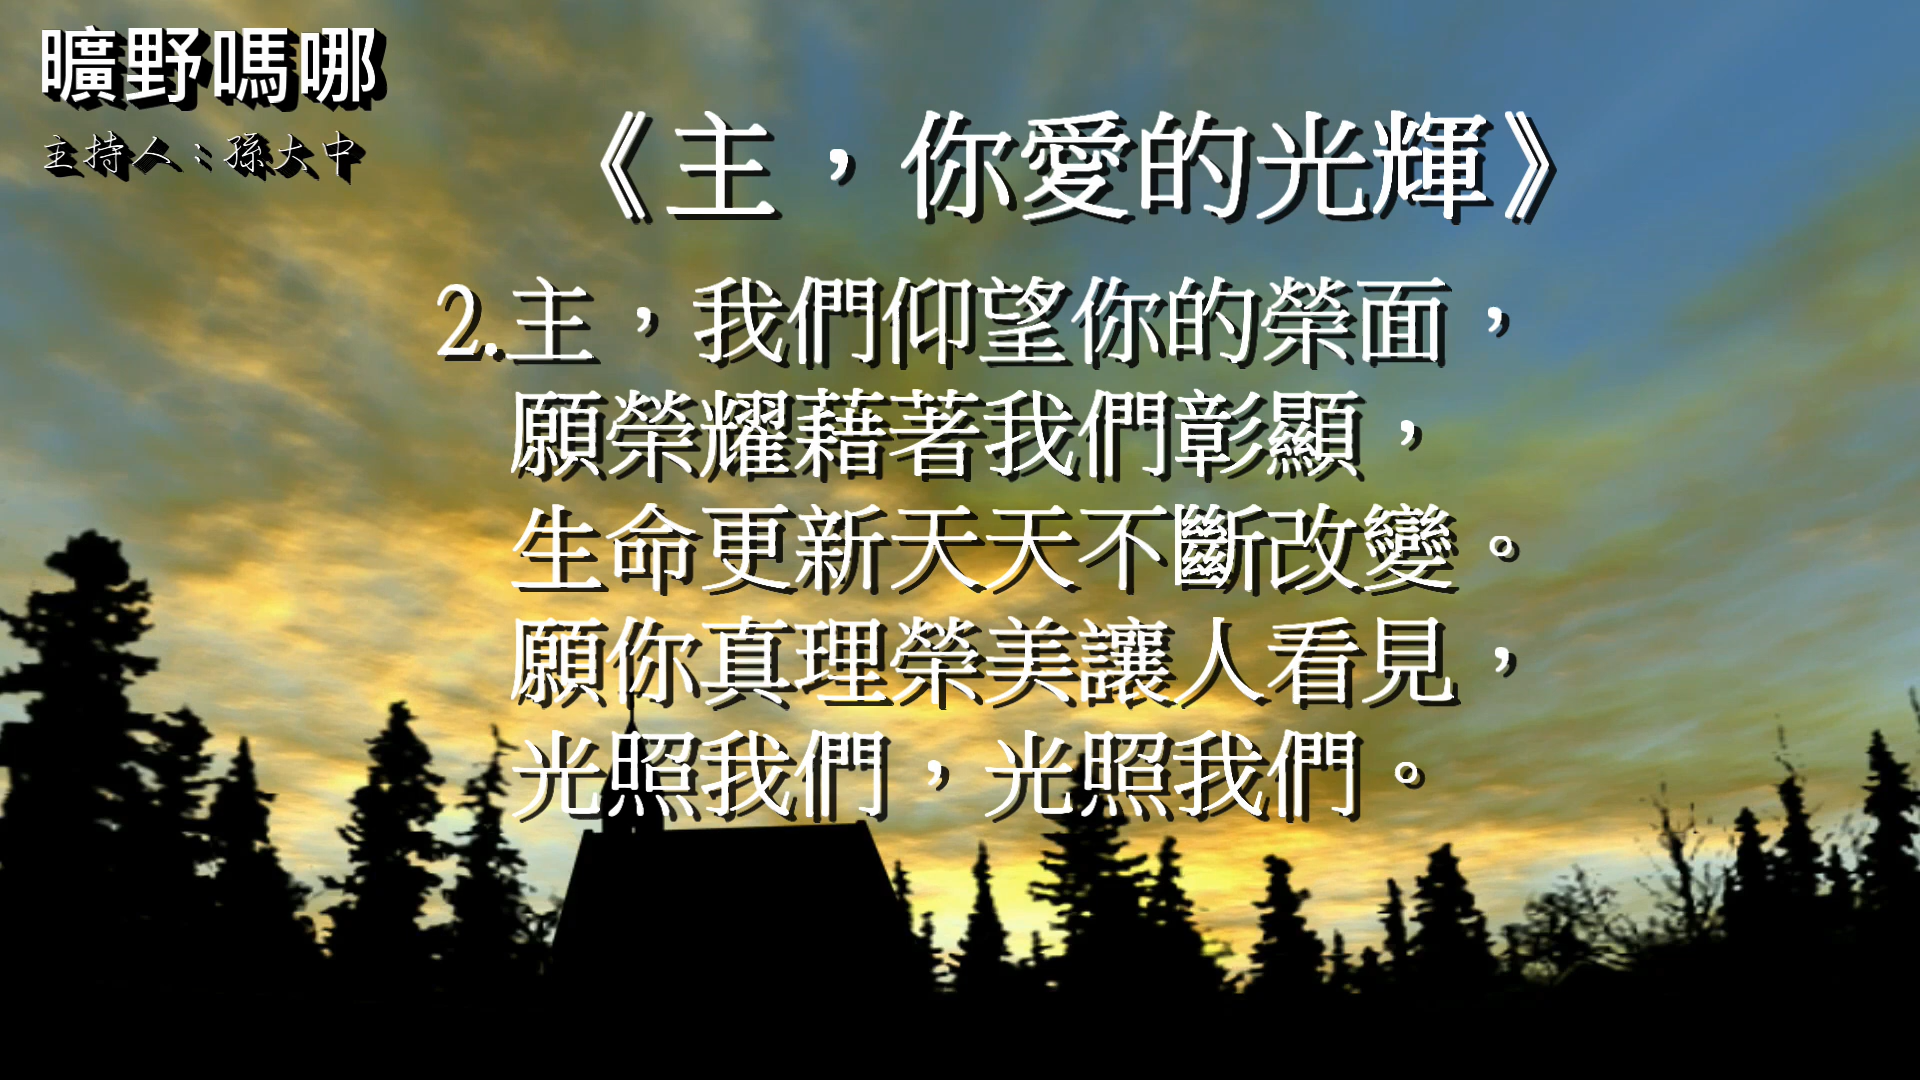 曠野嗎哪
主持人：孫大中
《主，你愛的光輝》
2.主，我們仰望你的榮面，
願榮耀藉著我們彰顯，
生命更新天天不斷改變。
願你真理榮美讓人看見，
光照我們，光照我們。